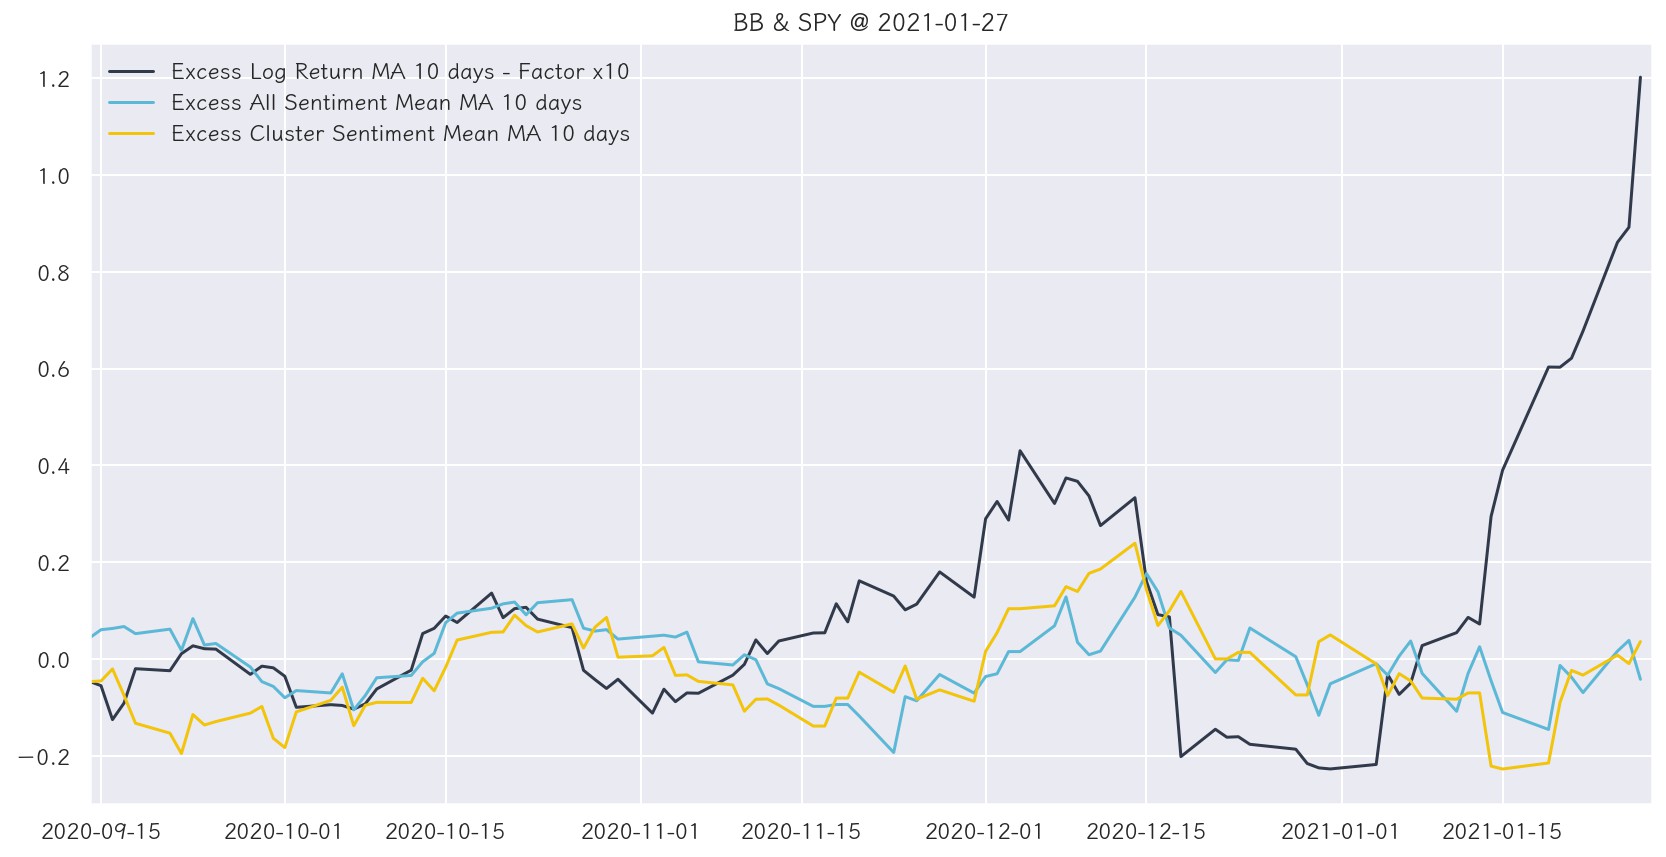 BB & SPY @ 2021-01-27
Excess Log Return MA 10 days - Factor x10
Excess All Sentiment Mean MA 10 days
Excess Cluster Sentiment Mean MA 10 days
1.2
1.0
0.8
0.6
0.4
0.2
0.0
−0.2
2020-09-15 2020-10-01 2020-10-15 2020-11-01 2020-11-15 2020-12-01 2020-12-15 2021-01-01 2021-01-15